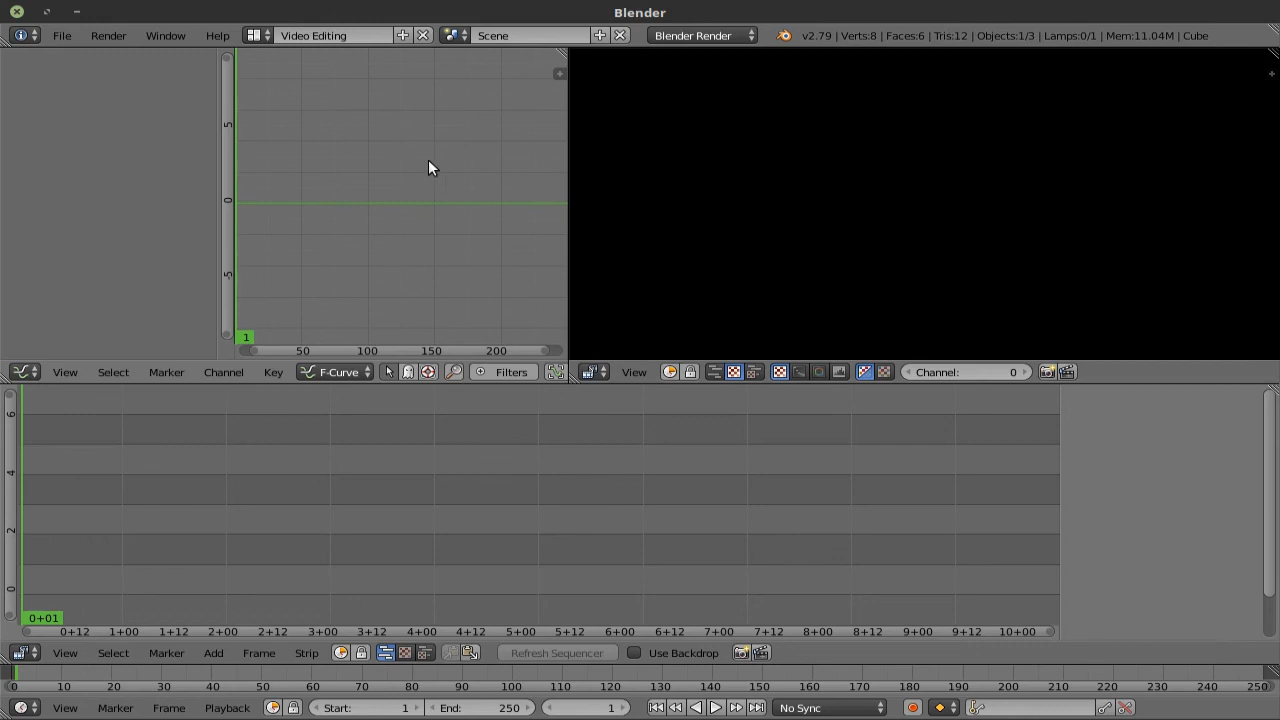 Blender
File Render Window Help Video Editing Scene Blender Render v2.79 | Verts:8 | Faces:6 | Tris:12 | Objects:1/3 | Lamps:0/1 | Mem:11.04M | Cube
5
0
-5
1
50 100 150 200
View Select Marker Channel Key F-Curve Filters View Channel: 0
6
4
2
0
0+01
0+12 1+00 1+12 2+00 2+12 3+00 3+12 4+00 4+12 5+00 5+12 6+00 6+12 7+00 7+12 8+00 8+12 9+00 9+12 10+00
View Select Marker Add Frame Strip Refresh Sequencer Use Backdrop
0 10 20 30 40 50 60 70 80 90 100 110 120 130 140 150 160 170 180 190 200 210 220 230 240 250
View Marker Frame Playback Start: 1 End: 250 1 No Sync